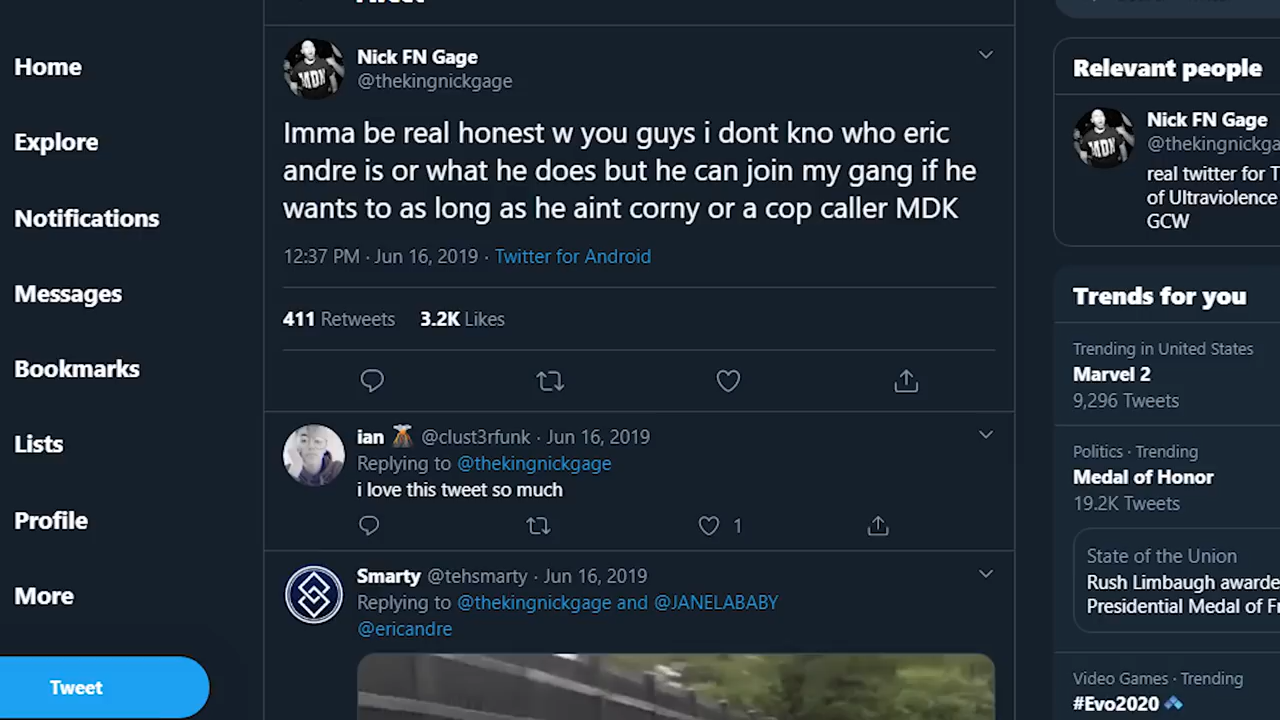 Tweet
Home
Explore
Notifications
Messages
Bookmarks
Lists
Profile
More
Tweet
Nick FN Gage
@thekingnickgage
Imma be real honest w you guys i dont kno who eric
andre is or what he does but he can join my gang if he
wants to as long as he aint corny or a cop caller MDK
12:37 PM · Jun 16, 2019 · Twitter for Android
411 Retweets 3.2K Likes
ian 🌋 @clust3rfunk · Jun 16, 2019
Replying to @thekingnickgage
i love this tweet so much
1
Smarty @tehsmarty · Jun 16, 2019
Replying to @thekingnickgage and @JANELABABY
@ericandre
Relevant people
Nick FN Gage
@thekingnickga
real twitter for T
of Ultraviolence
GCW
Trends for you
Trending in United States
Marvel 2
9,296 Tweets
Politics · Trending
Medal of Honor
19.2K Tweets
State of the Union
Rush Limbaugh awarde
Presidential Medal of Fr
Video Games · Trending
#Evo2020